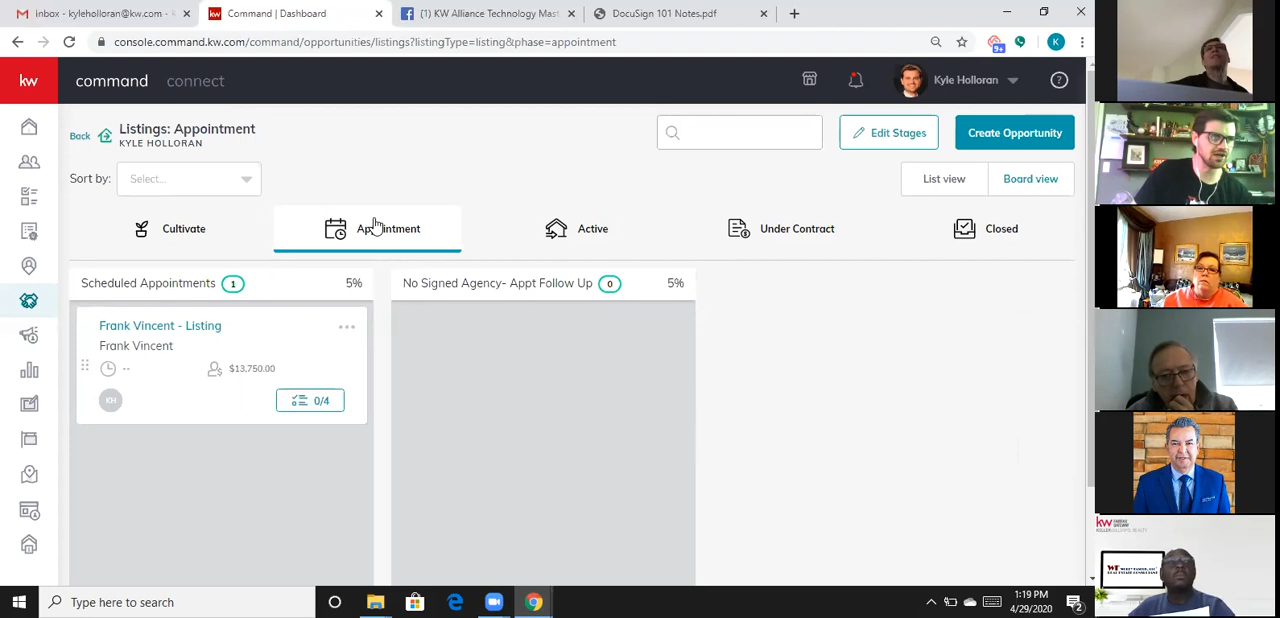 Inbox - kyleholloran@kw.com - k
Command | Dashboard
(1) KW Alliance Technology Mast
DocuSign 101 Notes.pdf
console.command.kw.com/command/opportunities/listings?listingType=listing&phase=appointment
9+
K
kw
command
connect
Kyle Holloran
?
Back
Listings: Appointment
KYLE HOLLORAN
Edit Stages
Create Opportunity
Sort by:
Select...
List view
Board view
Cultivate
Appointment
Active
Under Contract
Closed
Scheduled Appointments 1 5%
No Signed Agency- Appt Follow Up 0 5%
Frank Vincent - Listing
Frank Vincent
--
$13,750.00
KH
0/4
kw
Type here to search
1:19 PM
4/29/2020
2